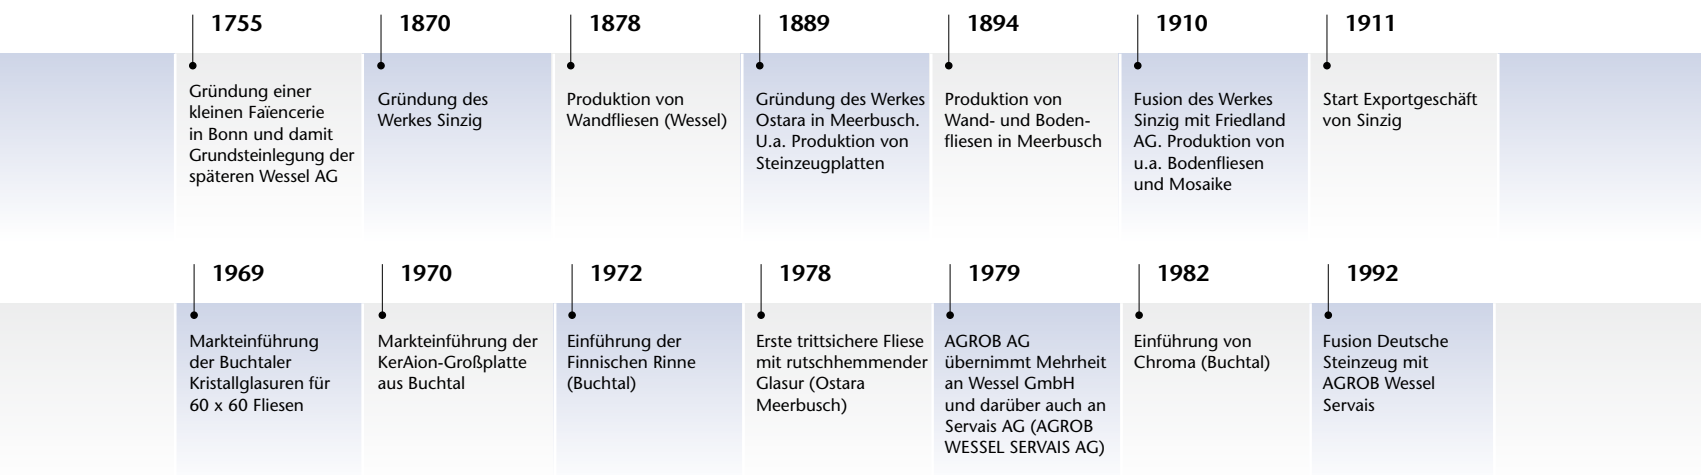 1755
Gründung einer
kleinen Faïencerie
in Bonn und damit
Grundsteinlegung der
späteren Wessel AG
1870
Gründung des
Werkes Sinzig
1878
Produktion von
Wandfliesen (Wessel)
1889
Gründung des Werkes
Ostara in Meerbusch.
U.a. Produktion von
Steinzeugplatten
1894
Produktion von
Wand- und Boden-
fliesen in Meerbusch
1910
Fusion des Werkes
Sinzig mit Friedland
AG. Produktion von
u.a. Bodenfliesen
und Mosaike
1911
Start Exportgeschäft
von Sinzig
1969
Markteinführung
der Buchtaler
Kristallglasuren für
60 x 60 Fliesen
1970
Markteinführung der
KerAion-Großplatte
aus Buchtal
1972
Einführung der
Finnischen Rinne
(Buchtal)
1978
Erste trittsichere Fliese
mit rutschhemmender
Glasur (Ostara
Meerbusch)
1979
AGROB AG
übernimmt Mehrheit
an Wessel GmbH
und darüber auch an
Servais AG (AGROB
WESSEL SERVAIS AG)
1982
Einführung von
Chroma (Buchtal)
1992
Fusion Deutsche
Steinzeug mit
AGROB Wessel
Servais